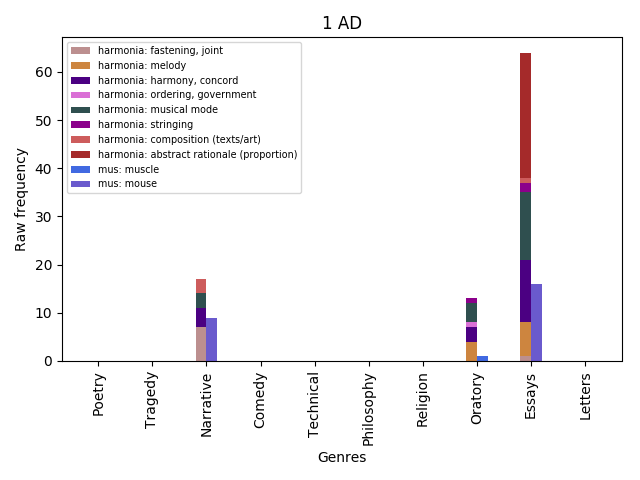 1 AD
harmonia: fastening, joint
harmonia: melody
harmonia: harmony, concord
harmonia: ordering, government
harmonia: musical mode
harmonia: stringing
harmonia: composition (texts/art)
harmonia: abstract rationale (proportion)
mus: muscle
mus: mouse
Raw frequency
60
50
40
30
20
10
0
Poetry
Tragedy
Narrative
Comedy
Technical
Philosophy
Religion
Oratory
Essays
Letters
Genres